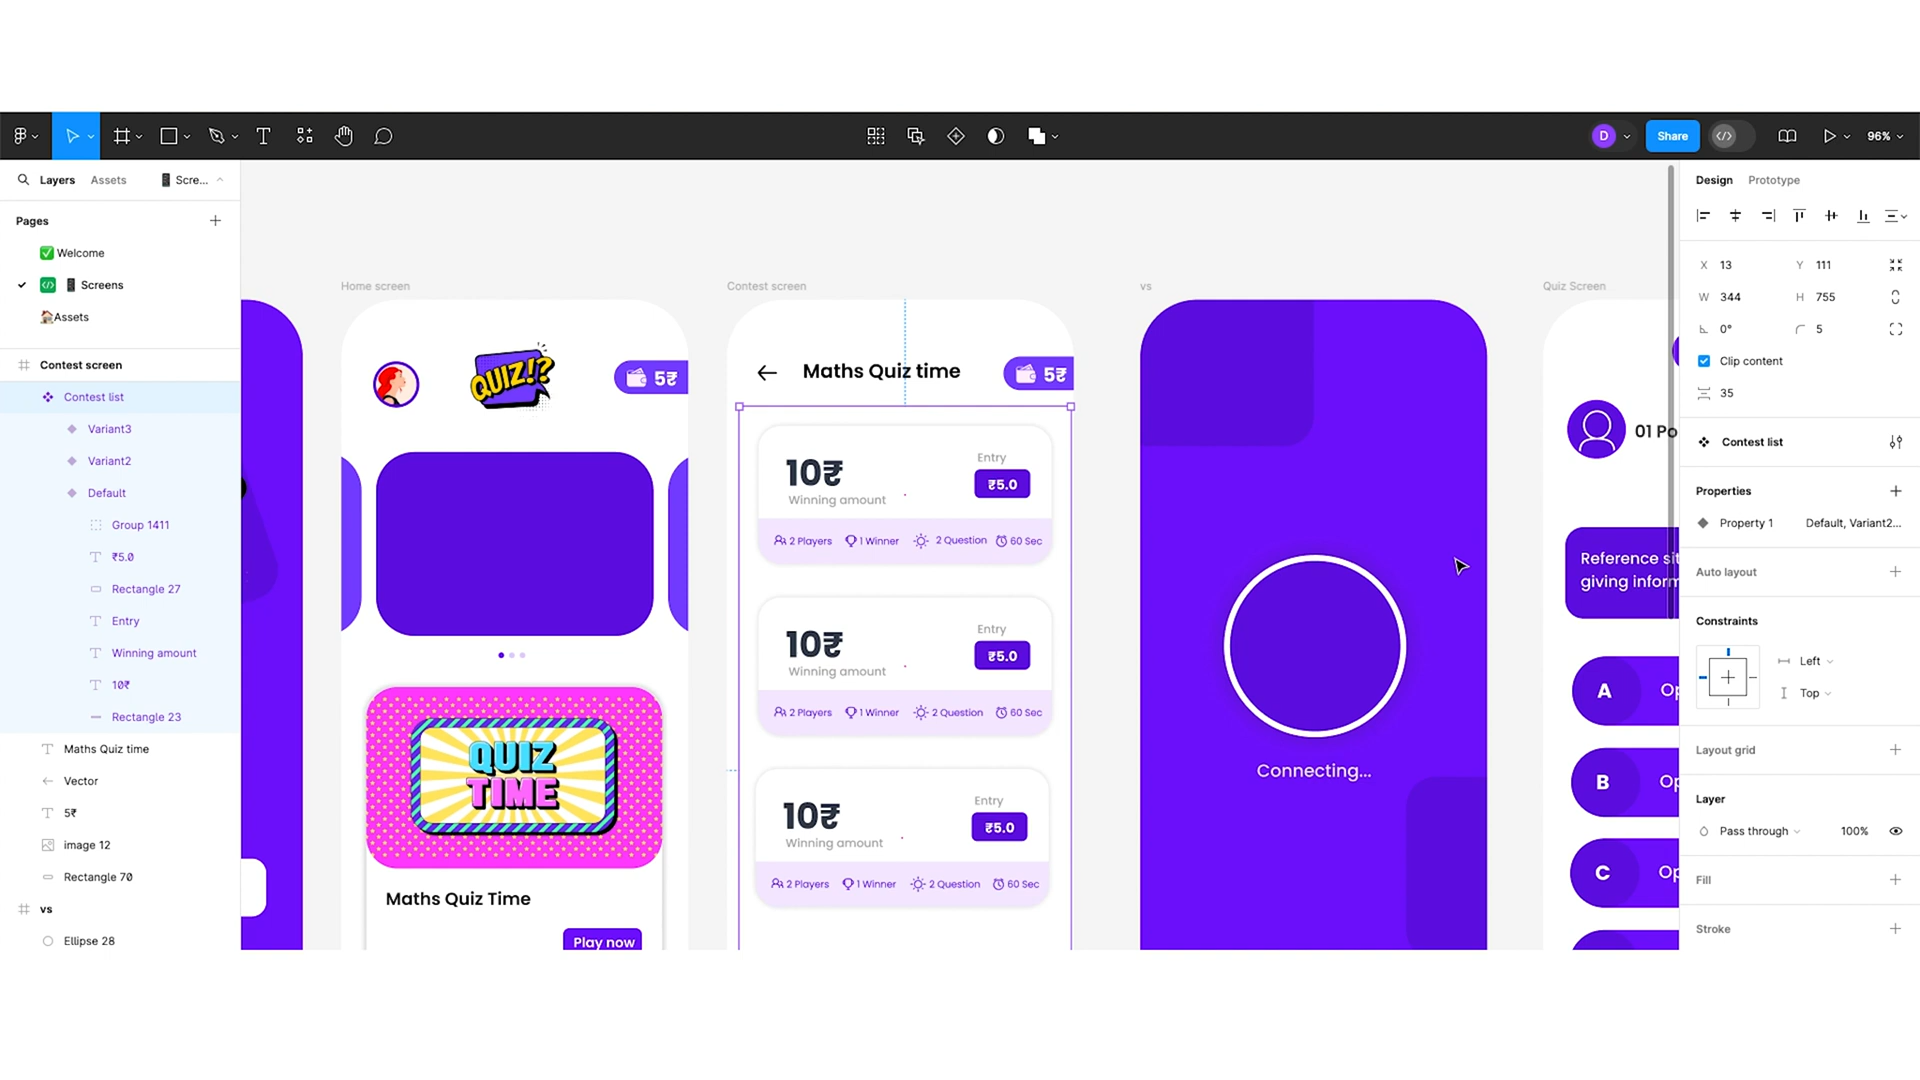 D
Share
96%
Layers
Assets
Scre...
Pages
Welcome
Screens
Assets
Contest screen
Contest list
Variant3
Variant2
Default
Group 1411
₹5.0
Rectangle 27
Entry
Winning amount
10₹
Rectangle 23
Maths Quiz time
Vector
5₹
image 12
Rectangle 70
vs
Ellipse 28
Home screen
QUIZ!?
5₹
QUIZ
TIME
Maths Quiz Time
Play now
Contest screen
Maths Quiz time
5₹
10₹
Winning amount
Entry
₹5.0
2 Players 1 Winner 2 Question 60 Sec
10₹
Winning amount
Entry
₹5.0
2 Players 1 Winner 2 Question 60 Sec
10₹
Winning amount
Entry
₹5.0
2 Players 1 Winner 2 Question 60 Sec
vs
Connecting...
Quiz Screen
01 Po
Reference sit
giving inform
A Op
B Op
C Op
Design
Prototype
X 13 Y 111
W 344 H 755
0° 5
Clip content
35
Contest list
Properties
Property 1 Default, Variant2...
Auto layout
Constraints
Left
Top
Layout grid
Layer
Pass through 100%
Fill
Stroke